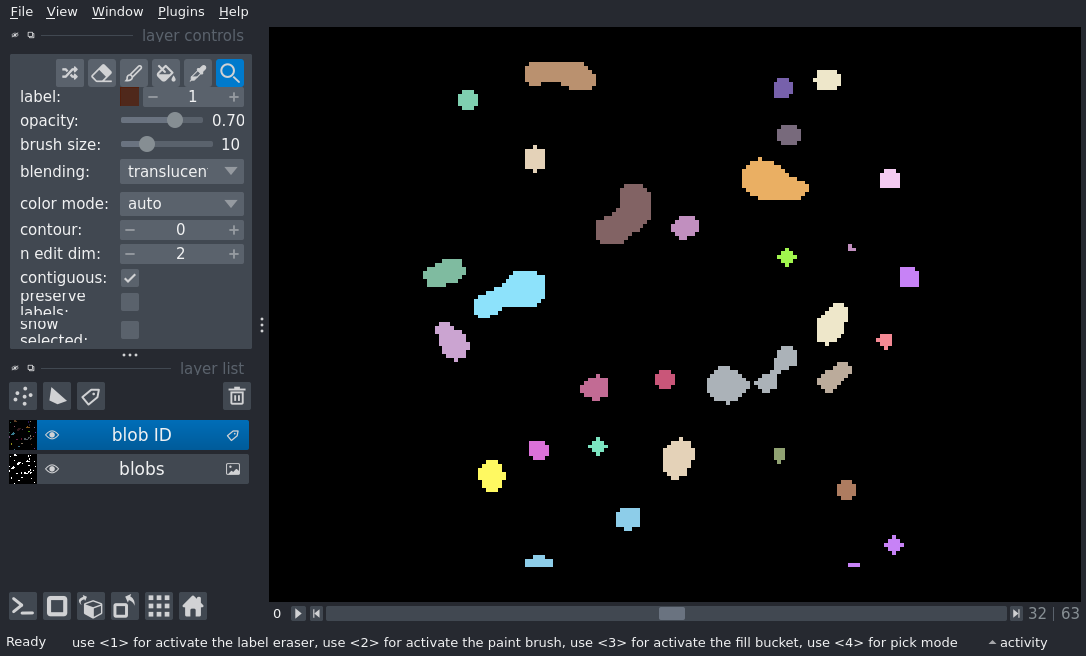 File View Window Plugins Help
layer controls
label: 1
opacity: 0.70
brush size: 10
blending: translucen
color mode: auto
contour: 0
n edit dim: 2
contiguous:
preserve
labels:
show
selected:
layer list
blob ID
blobs
0 32 63
Ready use <1> for activate the label eraser, use <2> for activate the paint brush, use <3> for activate the fill bucket, use <4> for pick mode activity